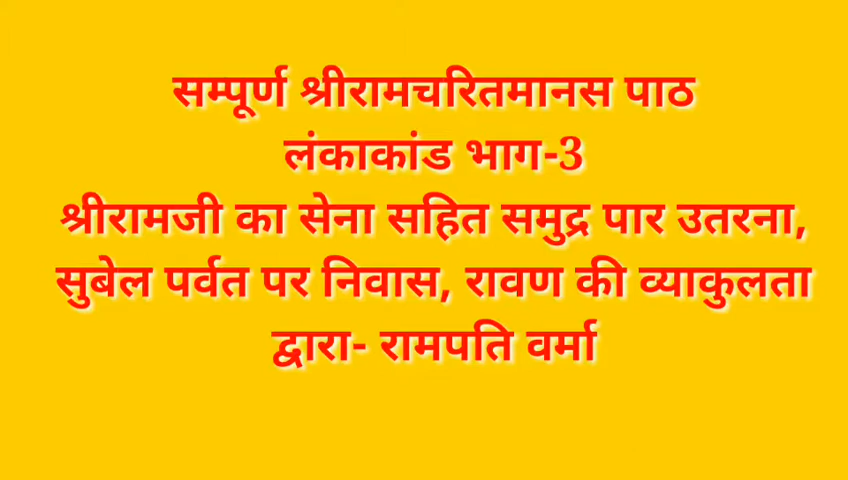 सम्पूर्ण श्रीरामचरितमानस पाठ
लंकाकांड भाग-3
श्रीरामजी का सेना सहित समुद्र पार उतरना,
सुबेल पर्वत पर निवास, रावण की व्याकुलता
द्वारा- रामपति वर्मा